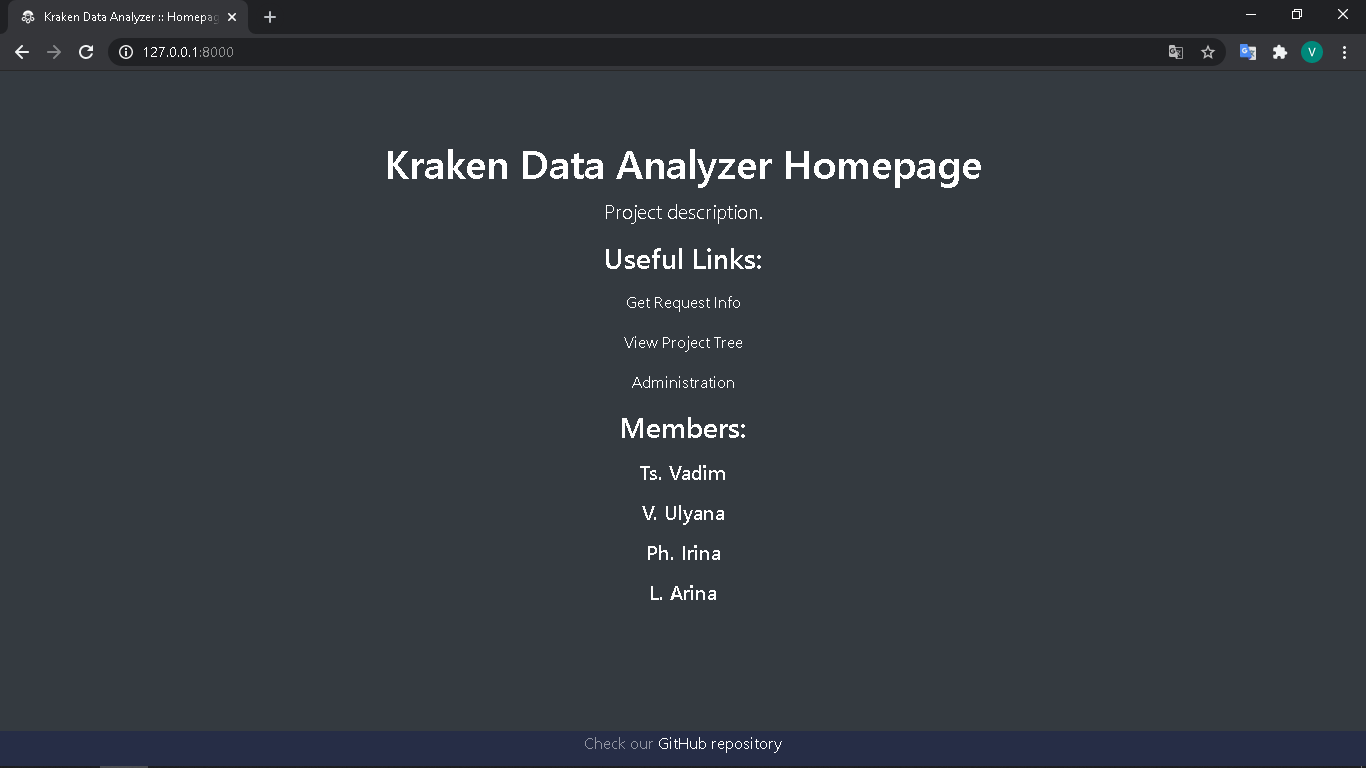 Kraken Data Analyzer :: Homepag
127.0.0.1:8000
V
Kraken Data Analyzer Homepage
Project description.
Useful Links:
Get Request Info
View Project Tree
Administration
Members:
Ts. Vadim
V. Ulyana
Ph. Irina
L. Arina
Check our GitHub repository